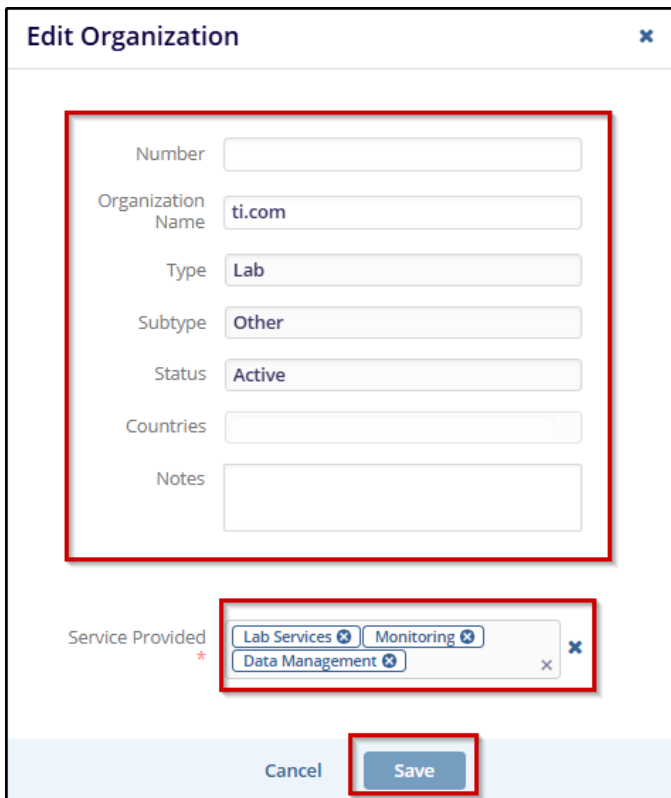 Edit Organization
Number
Organization
Name
ti.com
Type
Lab
Subtype
Other
Status
Active
Countries
Notes
Service Provided
*
Lab Services
Monitoring
Data Management
Cancel
Save